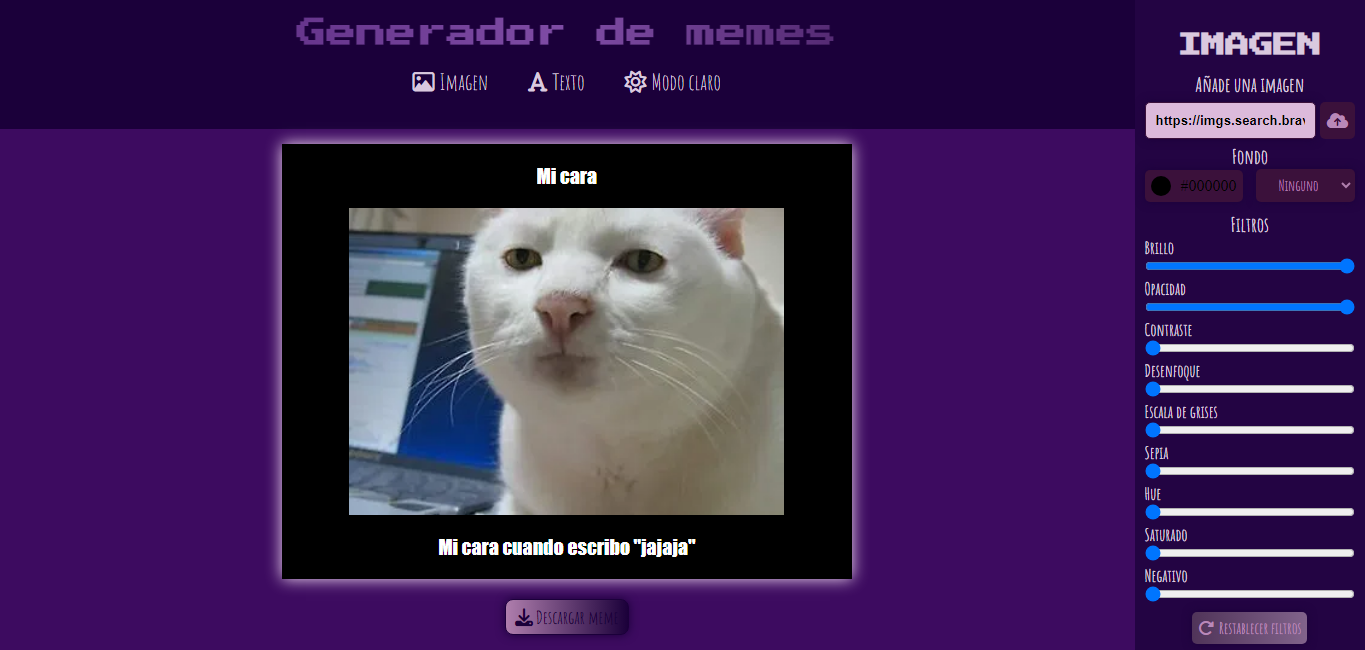 Generador de memes
Imagen
Texto
Modo claro
Mi cara
Mi cara cuando escribo "jajaja"
Descargar meme
IMAGEN
Añade una imagen
https://imgs.search.brav
Fondo
#000000
Ninguno
Filtros
Brillo
Opacidad
Contraste
Desenfoque
Escala de grises
Sepia
Hue
Saturado
Negativo
Restablecer filtros